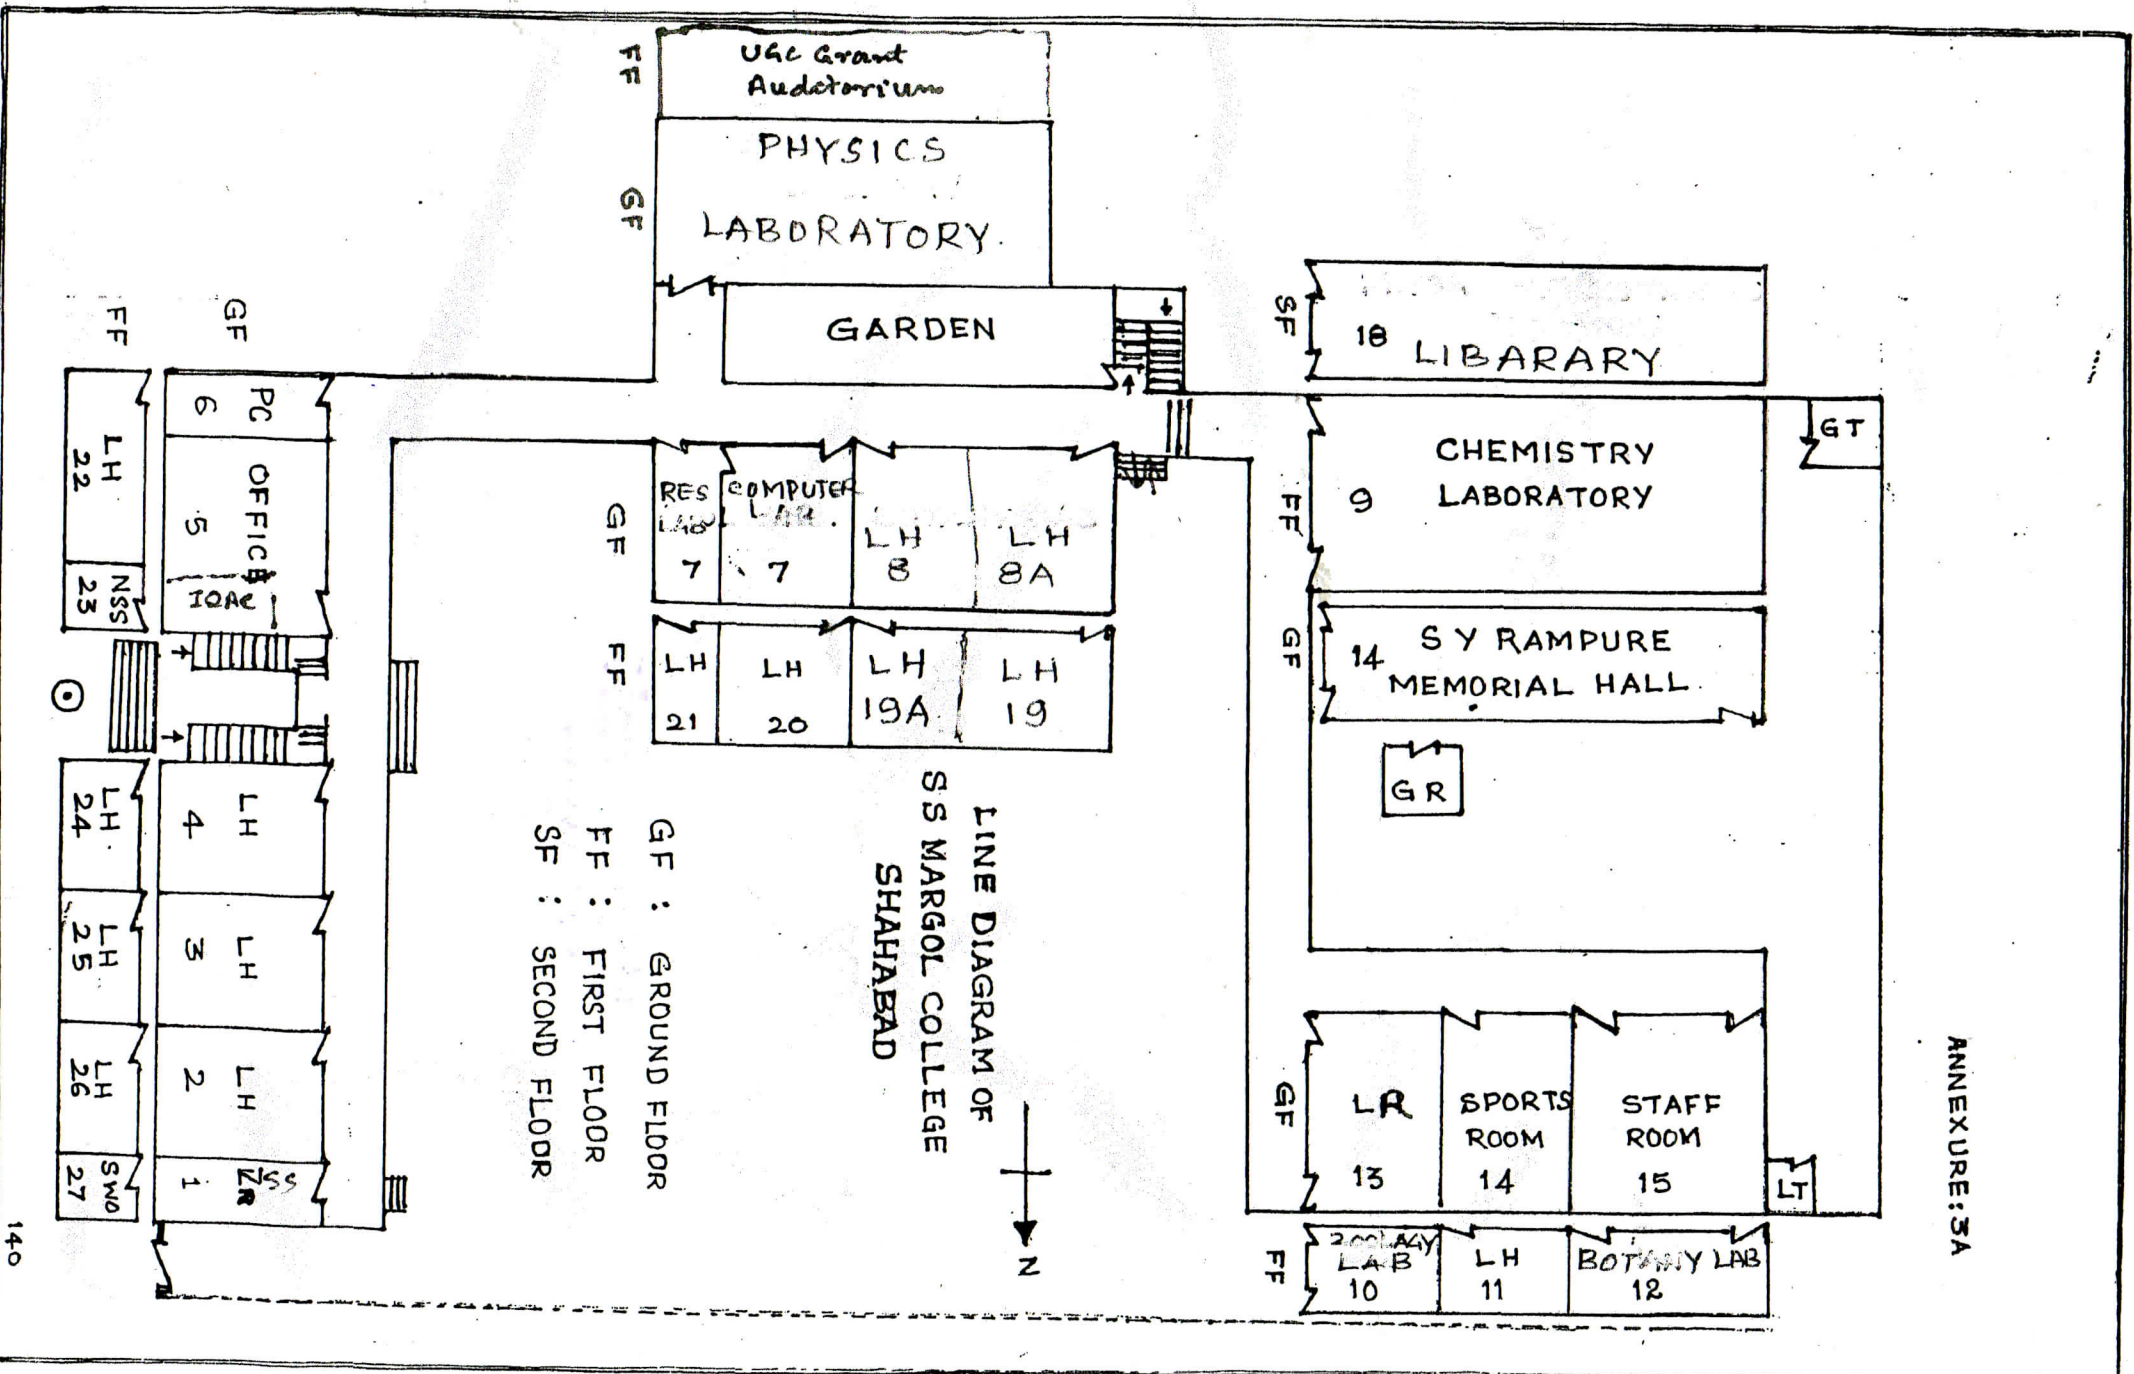 UGC Grant
Audetorium
FF
PHYSICS
LABORATORY.
GF
GARDEN
SF
18
LIBARARY
CHEMISTRY
LABORATORY
9
FF
GT
S Y RAMPURE
14
MEMORIAL HALL
GF
GR
RES
LAB
7
COMPUTER
LAB.
7
LH
8
LH
8A
GF
LH
21
LH
20
LH
19A
LH
19
FF
GF
FF
PC
6
OFFICE
5
IQAC
LH
22
NSS
23
LH
4
LH
3
LH
2
NSS
1
LH
24
LH
25
LH
26
SWO
27
LINE DIAGRAM OF
SS MARGOL COLLEGE
SHAHABAD
GF : GROUND FLOOR
FF : FIRST FLOOR
SF : SECOND FLOOR
N
GF
LR
13
SPORTS
ROOM
14
STAFF
ROOM
15
LT
FF
ZOOLAGY
LAB
10
LH
11
BOTANY LAB
12
ANNEXURE:3A
140